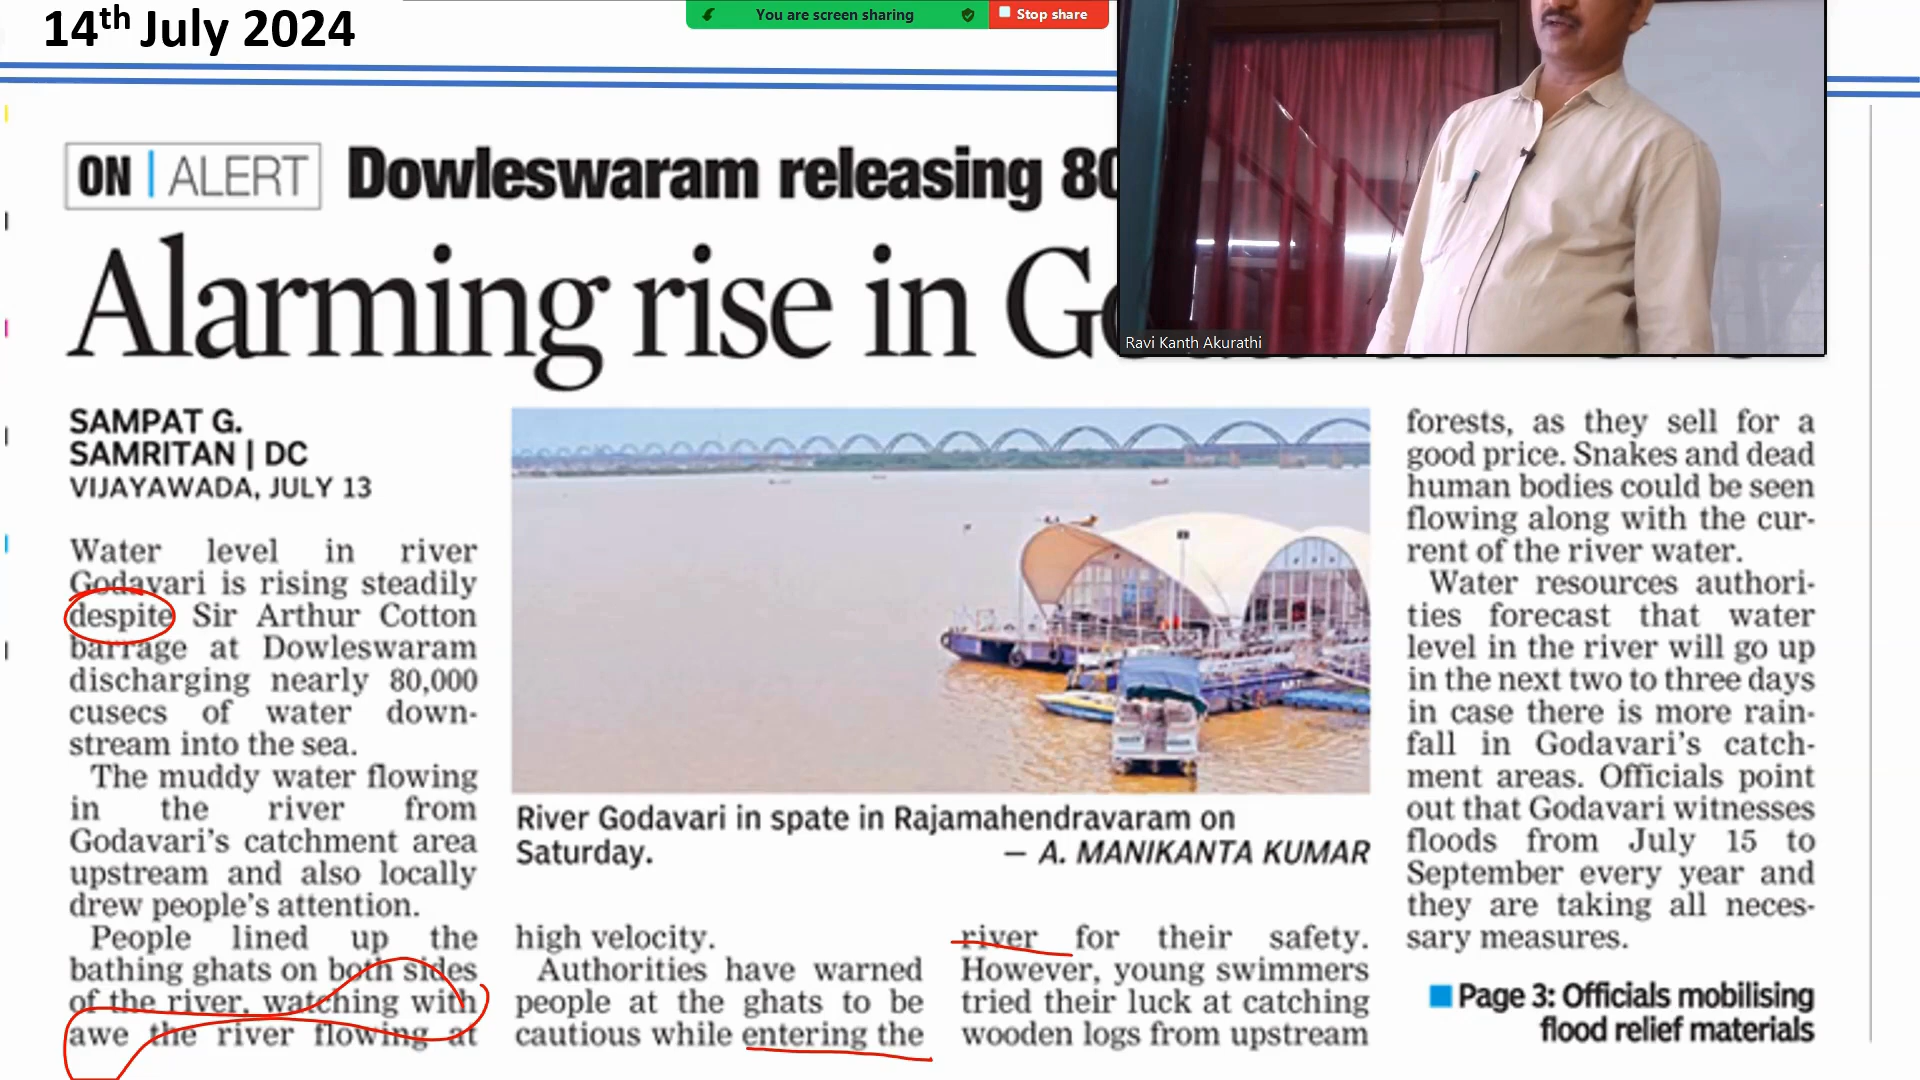 14th July 2024
You are screen sharing
Stop share
ON | ALERT Dowleswaram releasing 80
Alarming rise in G
Ravi Kanth Akurathi
SAMPAT G.
SAMRITAN | DC
VIJAYAWADA, JULY 13
Water level in river
Godavari is rising steadily
despite Sir Arthur Cotton
barrage at Dowleswaram
discharging nearly 80,000
cusecs of water down-
stream into the sea.
The muddy water flowing
in the river from
Godavari's catchment area
upstream and also locally
drew people's attention.
People lined up the
bathing ghats on both sides
of the river, watching with
awe the river flowing at
River Godavari in spate in Rajamahendravaram on
Saturday. — A. MANIKANTA KUMAR
high velocity.
Authorities have warned
people at the ghats to be
cautious while entering the
river for their safety.
However, young swimmers
tried their luck at catching
wooden logs from upstream
forests, as they sell for a
good price. Snakes and dead
human bodies could be seen
flowing along with the cur-
rent of the river water.
Water resources authori-
ties forecast that water
level in the river will go up
in the next two to three days
in case there is more rain-
fall in Godavari's catch-
ment areas. Officials point
out that Godavari witnesses
floods from July 15 to
September every year and
they are taking all neces-
sary measures.
Page 3: Officials mobilising
flood relief materials